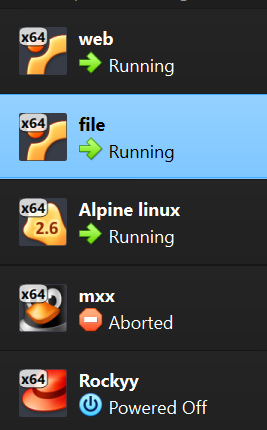 x64
web
Running
x64
file
Running
x64
2.6
Alpine linux
Running
x64
mxx
Aborted
x64
Rockyy
Powered Off